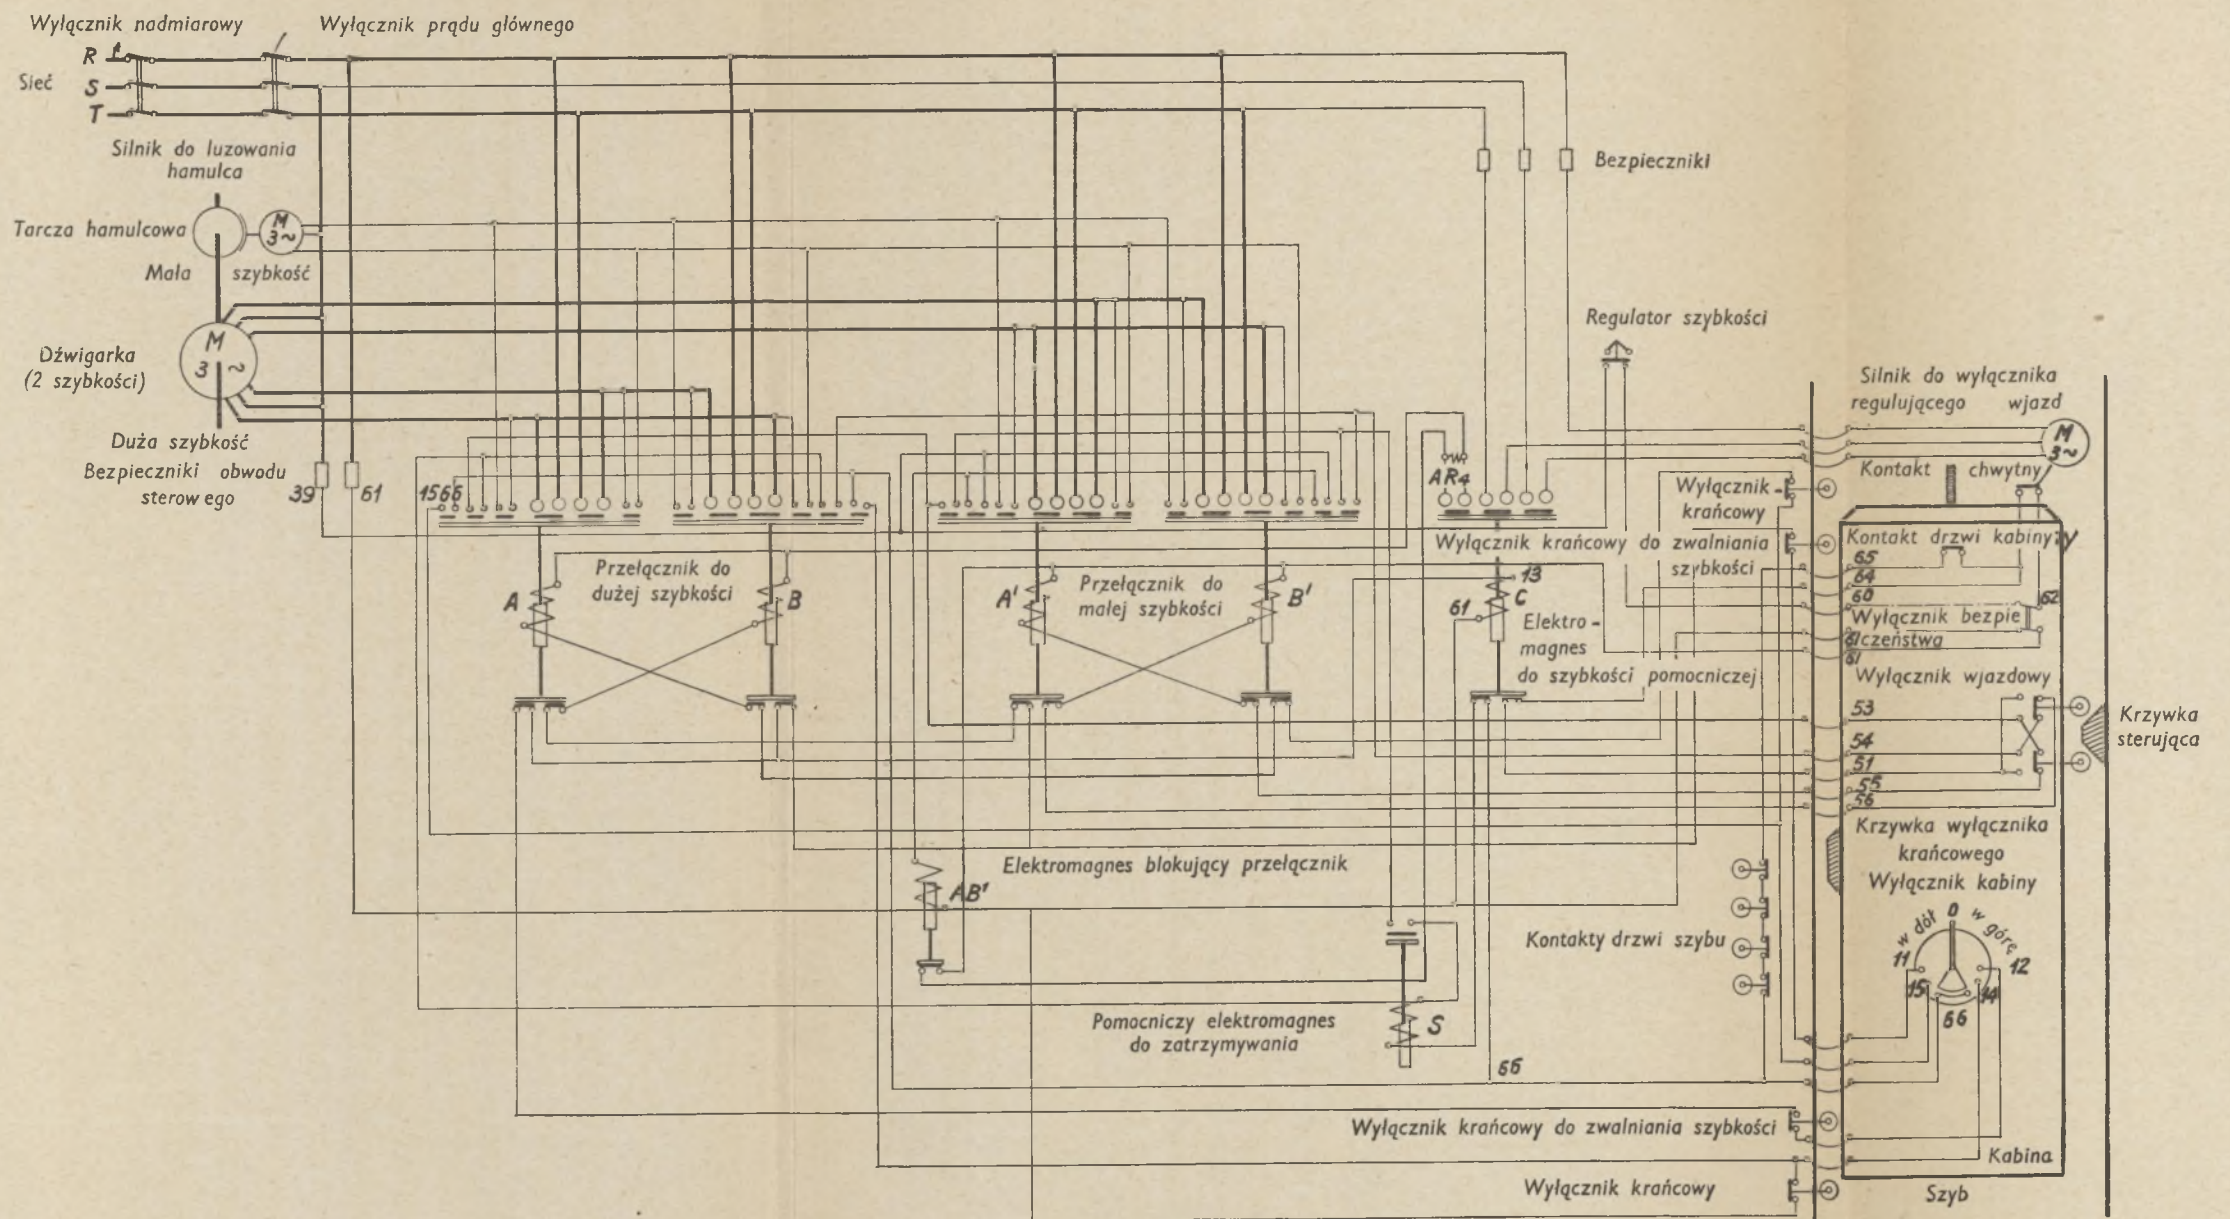 Wyłącznik nadmiarowy
Wyłącznik prądu głównego
R
Sieć
S
T
Silnik do luzowania
hamulca
Tarcza hamulcowa
M
3~
Mała szybkość
Dźwigarka
(2 szybkości)
M
3 ~
Duża szybkość
Bezpieczniki obwodu
sterowego
39
61
Bezpieczniki
Regulator szybkości
1566
A
Przełącznik do
dużej szybkości
B
A'
Przełącznik do
małej szybkości
B'
AR4
13
C
61
Elektro-
magnes
do szybkości pomocniczej
Wyłącznik
krańcowy
Wyłącznik krańcowy do zwalniania
szybkości
Silnik do wyłącznika
regulującego wjazd
M
3~
Kontakt chwytny
Kontakt drzwi kabiny
65
64
60
62
Wyłącznik bezpie
czeństwa
61
61
Wyłącznik wjazdowy
53
54
51
55
56
Krzywka
sterująca
Krzywka wyłącznika
krańcowego
Wyłącznik kabiny
w dół 0 w górę
11
12
15
14
66
Elektromagnes blokujący przełącznik
AB'
Kontakty drzwi szybu
Pomocniczy elektromagnes
do zatrzymywania
S
66
Wyłącznik krańcowy do zwalniania szybkości
Kabina
Wyłącznik krańcowy
Szyb